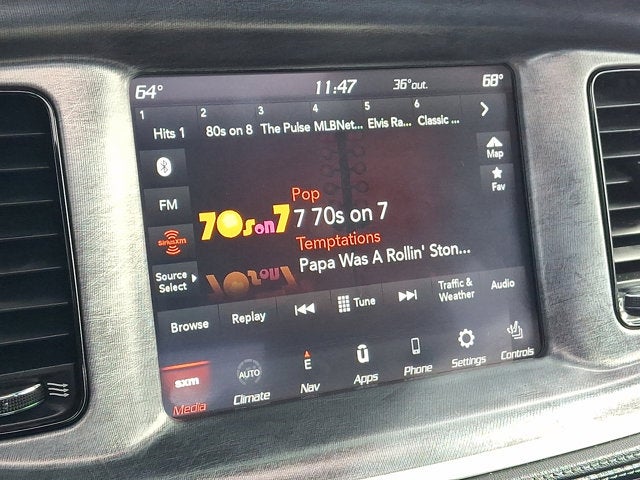 64° 11:47 36°out. 68°
1 2 3 4 5 6
Hits 1 80s on 8 The Pulse MLBNet... Elvis Ra... Classic ...
Map
Fav
FM
siriusxm
Source
Select
Pop
70s on 7 7 70s on 7
Temptations
Papa Was A Rollin' Ston...
Browse Replay Tune Traffic &
Weather Audio
sxm AUTO E
Media Climate Nav Apps Phone Settings Controls